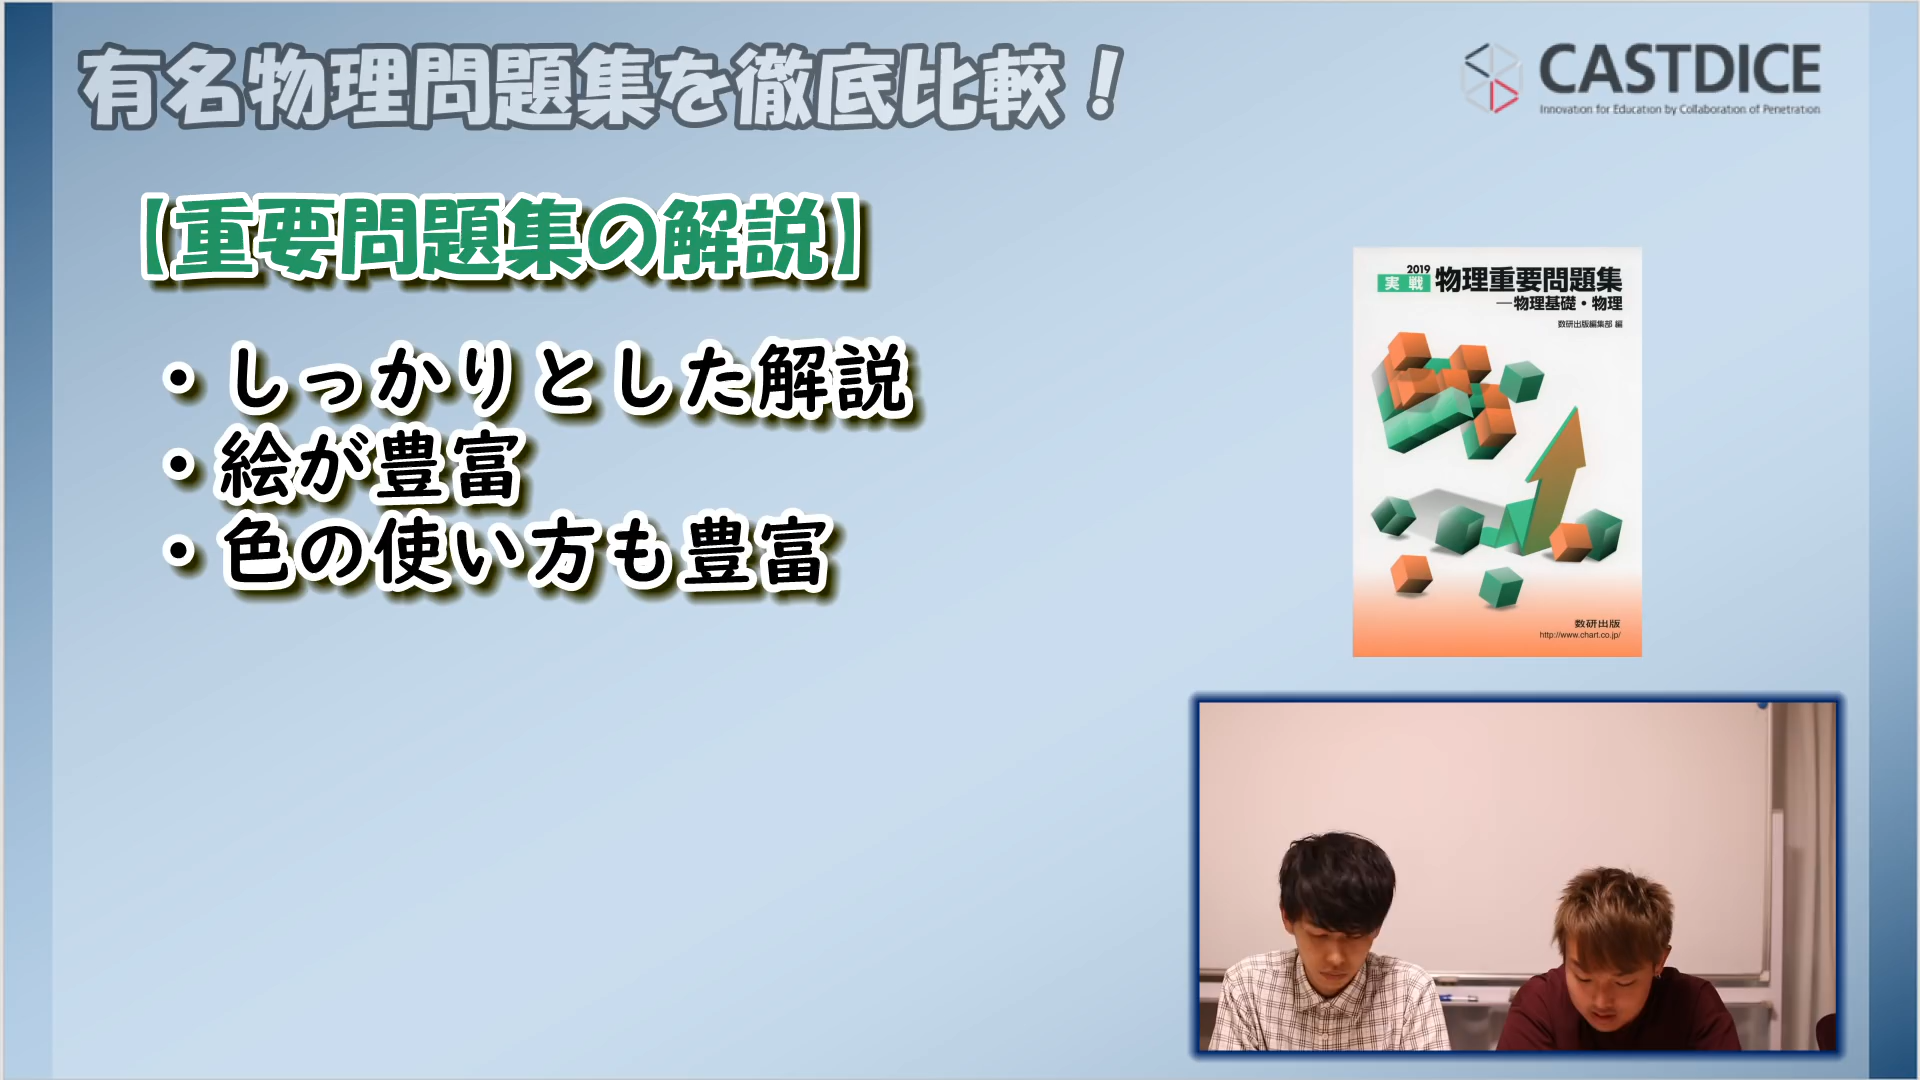 有名物理問題集を徹底比較！
CASTDICE
Innovation for Education by Collaboration of Penetration
【重要問題集の解説】
・しっかりとした解説
・絵が豊富
・色の使い方も豊富
2019
実戦 物理重要問題集
―物理基礎・物理
数研出版編集部 編
数研出版
http://www.chart.co.jp/